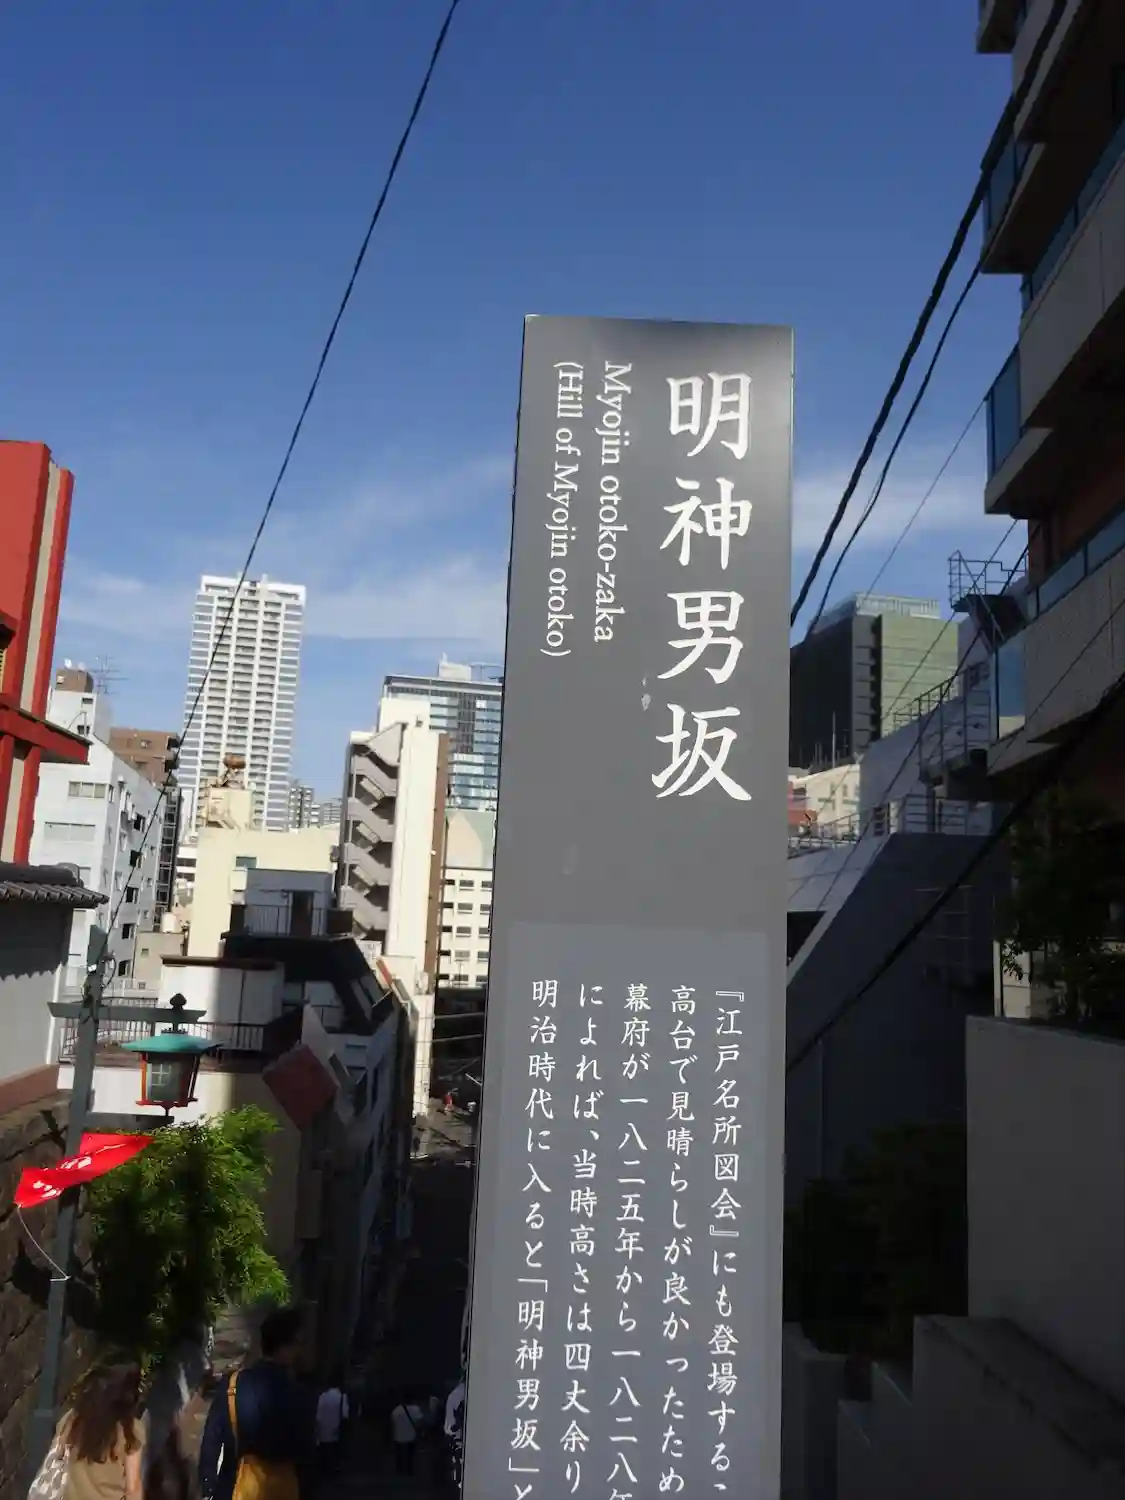 明神男坂
Myojin otoko-zaka
(Hill of Myojin otoko)
『江戸名所図会』にも登場する
高台で見晴らしが良かったため
幕府が一八二五年から一八二八年
によれば、当時高さは四丈余り
明治時代に入ると「明神男坂」と